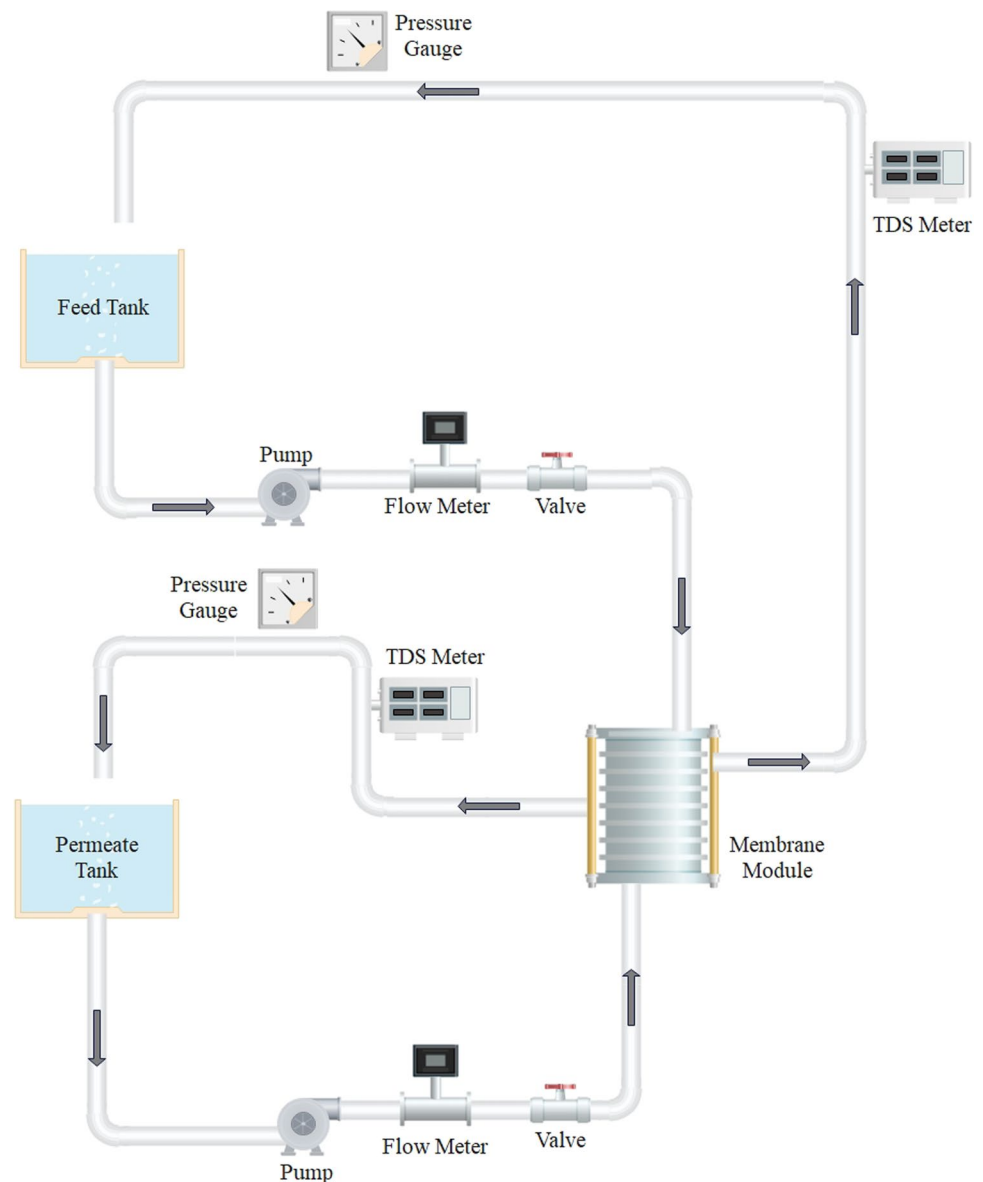 Pressure
Gauge
TDS Meter
Feed Tank
Pump
Flow Meter
Valve
Pressure
Gauge
TDS Meter
Permeate
Tank
Membrane
Module
Flow Meter
Valve
Pump